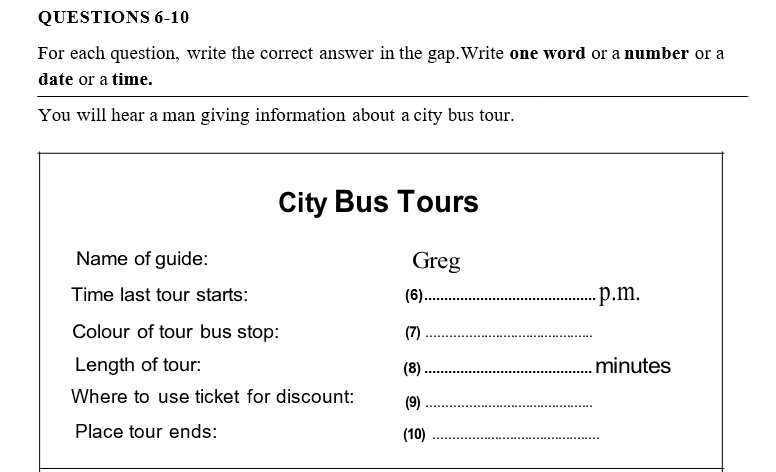 QUESTIONS 6-10
For each question, write the correct answer in the gap.Write one word or a number or a
date or a time.
You will hear a man giving information about a city bus tour.
City Bus Tours
Name of guide: Greg
Time last tour starts: (6).......................................... p.m.
Colour of tour bus stop: (7) ..........................................
Length of tour: (8) .......................................... minutes
Where to use ticket for discount: (9) ..........................................
Place tour ends: (10) ..........................................